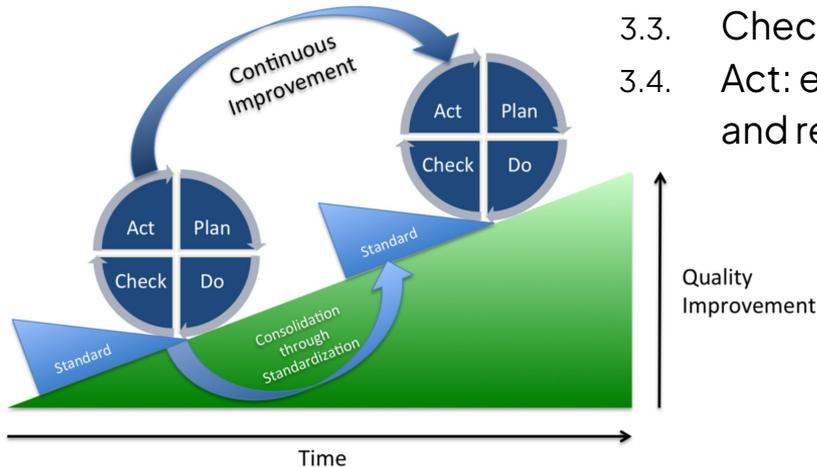 3.3. Chec
3.4. Act: e
and re
Continuous
Improvement
Act Plan
Check Do
Act Plan
Check Do
Standard
Standard
Consolidation
through
Standardization
Quality
Improvement
Time